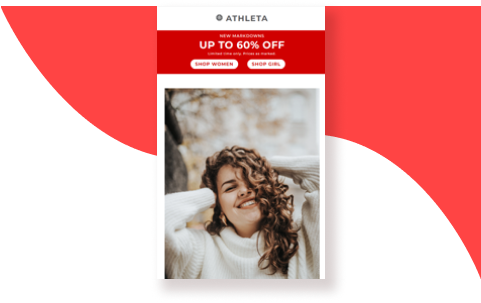 ATHLETA
NEW MARKDOWNS
UP TO 60% OFF
Limited time only. Prices as marked.
SHOP WOMEN
SHOP GIRL